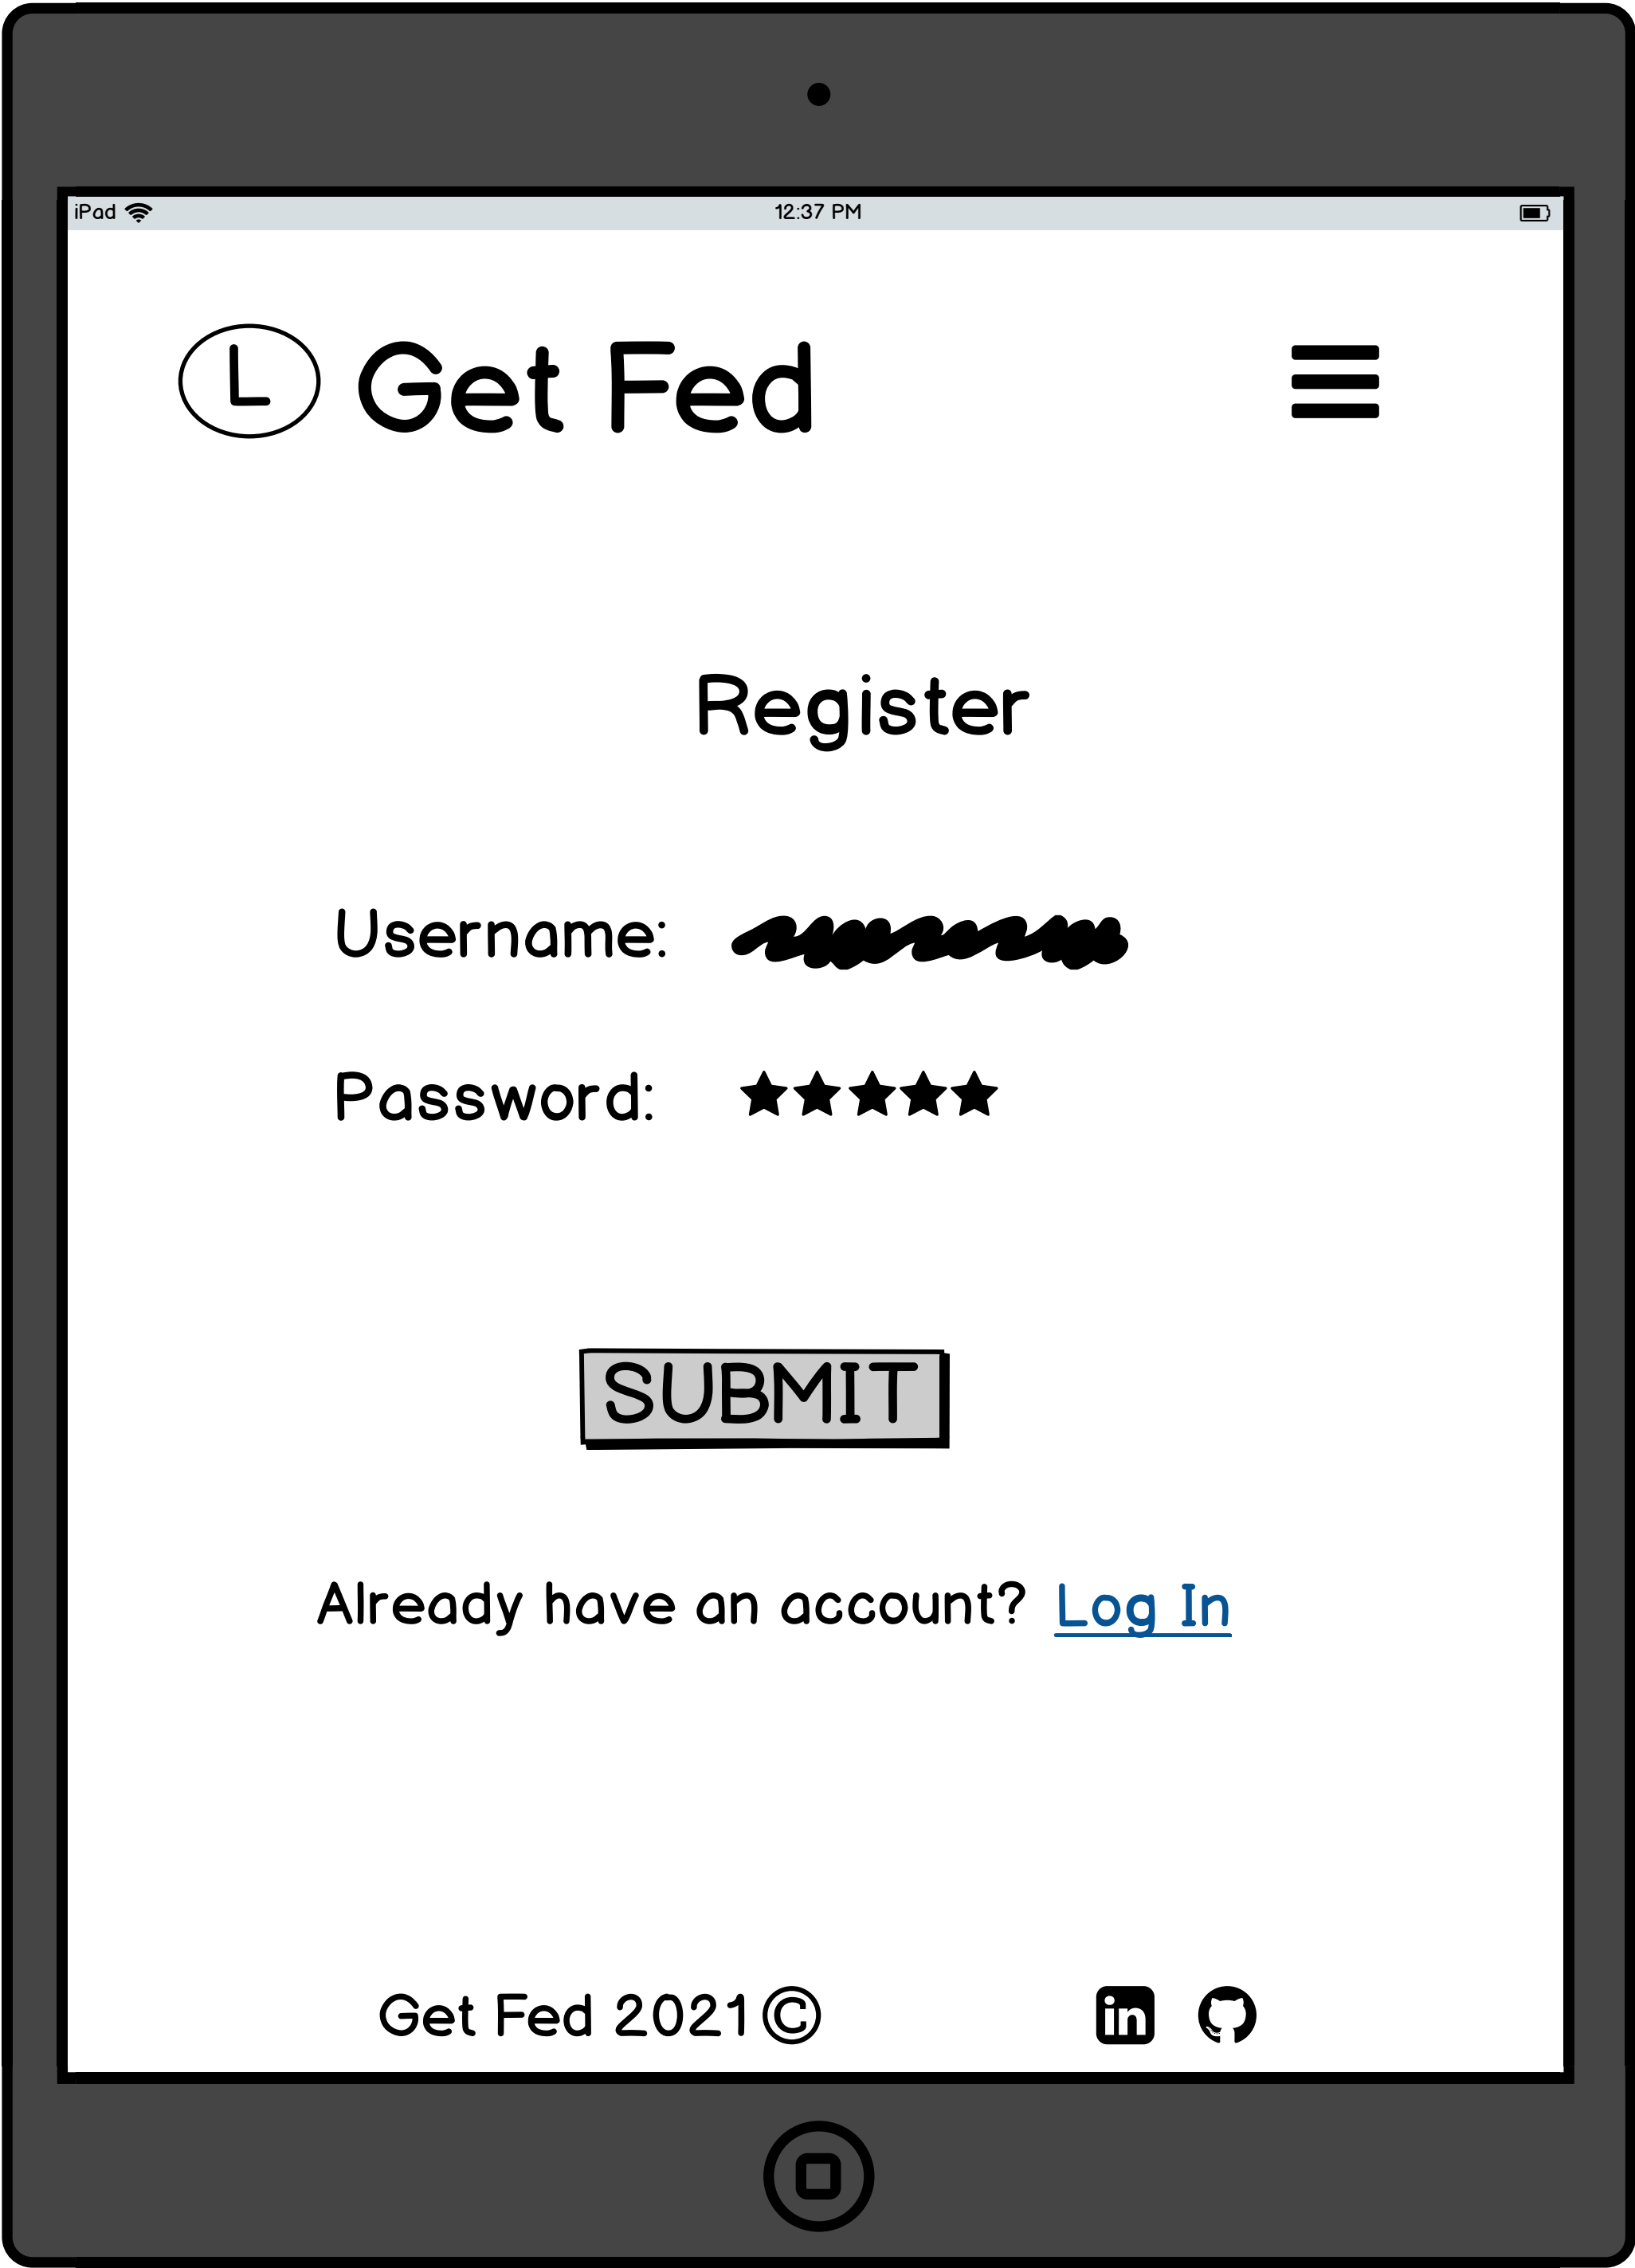 iPad 12:37 PM
L Get Fed
Register
Username:
Password:
SUBMIT
Already have an account? Log In
Get Fed 2021 © in